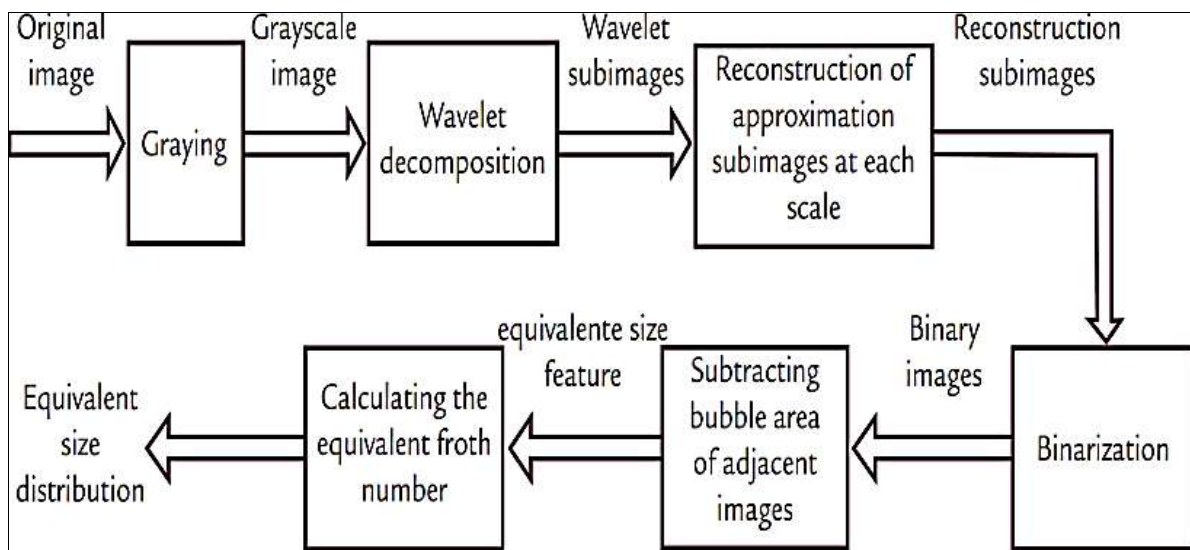 Original
image
Graying
Grayscale
image
Wavelet
decomposition
Wavelet
subimages
Reconstruction of
approximation
subimages at each
scale
Reconstruction
subimages
Binarization
Binary
images
Subtracting
bubble area
of adjacent
images
equivalente size
feature
Calculating the
equivalent froth
number
Equivalent
size
distribution